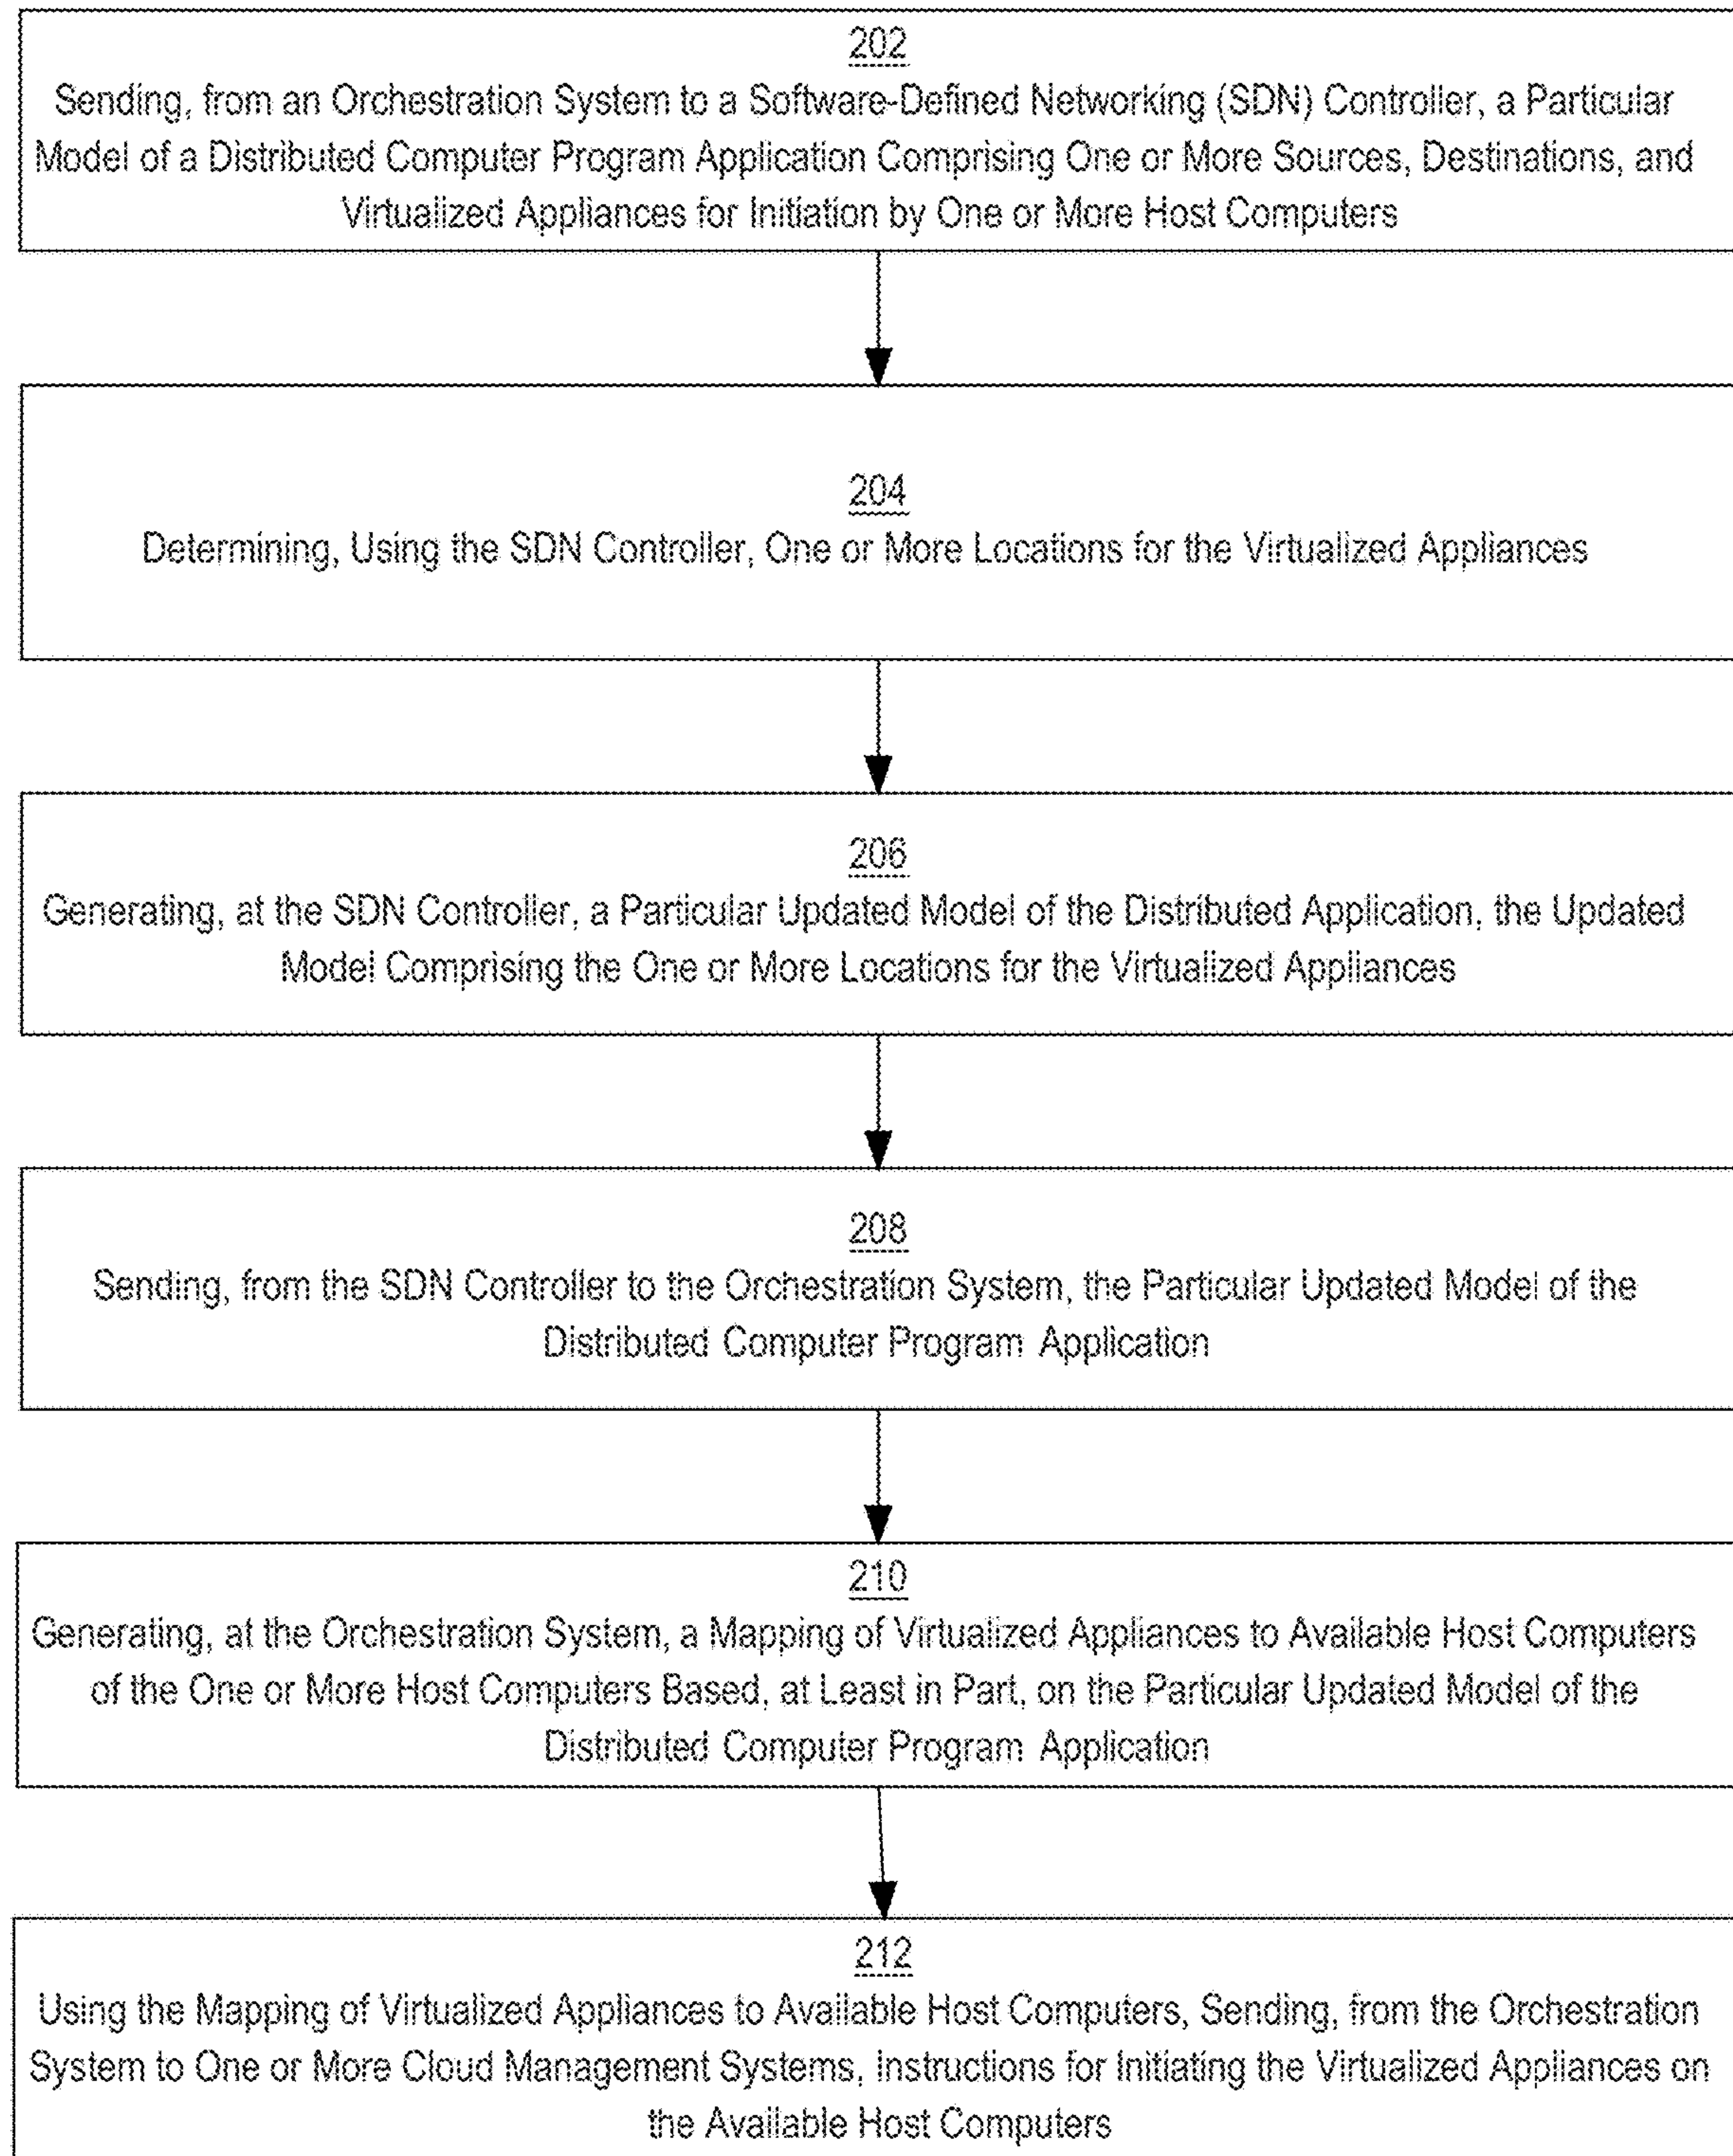 202
Sending, from an Orchestration System to a Software-Defined Networking (SDN) Controller, a Particular
Model of a Distributed Computer Program Application Comprising One or More Sources, Destinations, and
Virtualized Appliances for Initiation by One or More Host Computers
204
Determining, Using the SDN Controller, One or More Locations for the Virtualized Appliances
206
Generating, at the SDN Controller, a Particular Updated Model of the Distributed Application, the Updated
Model Comprising the One or More Locations for the Virtualized Appliances
208
Sending, from the SDN Controller to the Orchestration System, the Particular Updated Model of the
Distributed Computer Program Application
210
Generating, at the Orchestration System, a Mapping of Virtualized Appliances to Available Host Computers
of the One or More Host Computers Based, at Least in Part, on the Particular Updated Model of the
Distributed Computer Program Application
212
Using the Mapping of Virtualized Appliances to Available Host Computers, Sending, from the Orchestration
System to One or More Cloud Management Systems, Instructions for Initiating the Virtualized Appliances on
the Available Host Computers